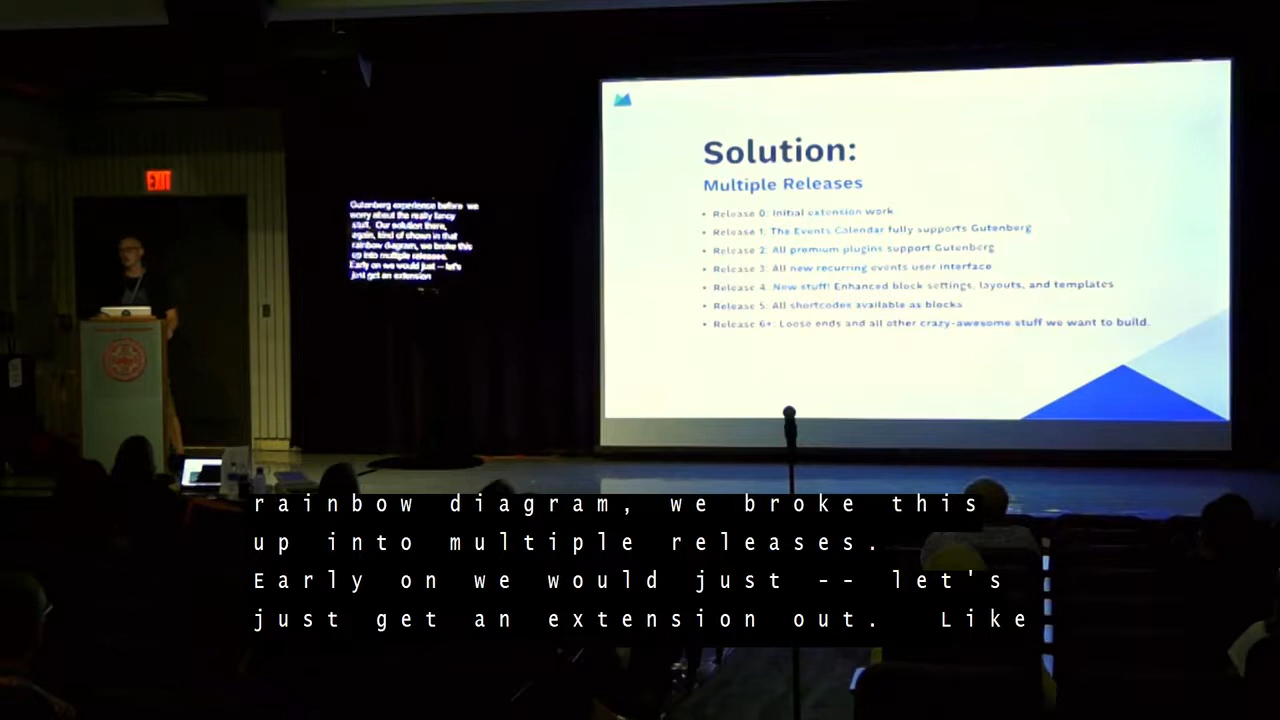 EXIT
Gutenberg experience before we
worry about the really fancy
stuff. Our solution there,
again, kind of shown in that
rainbow diagram, we broke this
up into multiple releases.
Early on we would just -- let's
just get an extension
Solution:
Multiple Releases
• Release 0: Initial extension work
• Release 1: The Events Calendar fully supports Gutenberg
• Release 2: All premium plugins support Gutenberg
• Release 3: All new recurring events user interface
• Release 4: New stuff! Enhanced block settings, layouts, and templates
• Release 5: All shortcodes available as blocks
• Release 6+: Loose ends and all other crazy-awesome stuff we want to build.
rainbow diagram, we broke this
up into multiple releases.
Early on we would just -- let's
just get an extension out. Like